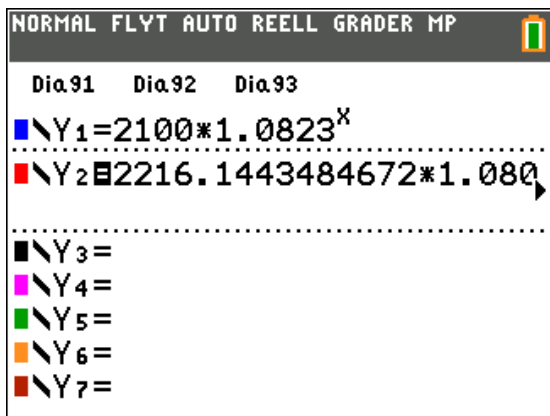 NORMAL FLYT AUTO REELL GRADER MP
Dia91 Dia92 Dia93
\Y₁=2100*1.0823ˣ
\Y₂=2216.1443484672*1.080
\Y₃=
\Y₄=
\Y₅=
\Y₆=
\Y₇=